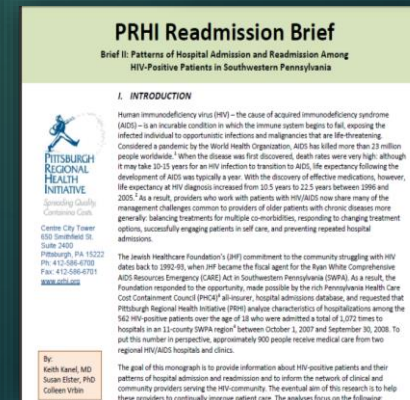 PRHI Readmission Brief
Brief II: Patterns of Hospital Admission and Readmission Among
HIV-Positive Patients in Southwestern Pennsylvania
I. INTRODUCTION
Human immunodeficiency virus (HIV) – the cause of acquired immunodeficiency syndrome
(AIDS) – is an incurable condition in which the immune system begins to fail, exposing the
infected individual to opportunistic infections and malignancies that are life-threatening.
Considered a pandemic by the World Health Organization, AIDS has killed more than 23 million
people worldwide.1 When the disease was first discovered, death rates were very high: although
it may take 10-15 years for an HIV infection to transition to AIDS, life expectancy following the
development of AIDS was typically a year. With the discovery of effective medications, however,
life expectancy at HIV diagnosis increased from 10.5 years to 22.5 years between 1996 and
2005.2 As a result, providers who work with patients with HIV/AIDS now share many of the
management challenges common to providers of older patients with chronic diseases more
generally: balancing treatments for multiple co-morbidities, responding to changing treatment
options, successfully engaging patients in self care, and preventing repeated hospital
admissions.
The Jewish Healthcare Foundation's (JHF) commitment to the community struggling with HIV
dates back to 1992-93, when JHF became the fiscal agent for the Ryan White Comprehensive
AIDS Resources Emergency (CARE) Act in Southwestern Pennsylvania (SWPA). As a result, the
Foundation responded to the opportunity, made possible by the rich Pennsylvania Health Care
Cost Containment Council (PHC4) all-insurer, hospital admissions database, and requested that
Pittsburgh Regional Health Initiative (PRHI) analyze characteristics of hospitalizations among the
562 HIV-positive patients over the age of 18 who were admitted a total of 1,072 times to
hospitals in an 11-county SWPA region between October 1, 2007 and September 30, 2008. To
put this number in perspective, approximately 900 people receive medical care from two
regional HIV/AIDS hospitals and clinics.
The goal of this monograph is to provide information about HIV-positive patients and their
patterns of hospital admission and readmission and to inform the network of clinical and
community providers serving the HIV-community. The eventual aim of this research is to help
these providers to continually improve patient care. The analyses focus on the following
PITTSBURGH
REGIONAL
HEALTH
INITIATIVE
Spreading Quality
Containing Costs.
Centre City Tower
650 Smithfield St.
Suite 2400
Pittsburgh, PA 15222
Ph: 412-586-6700
Fax: 412-586-6701
www.prhi.org
By:
Keith Kanel, MD
Susan Elster, PhD
Colleen Vrbin